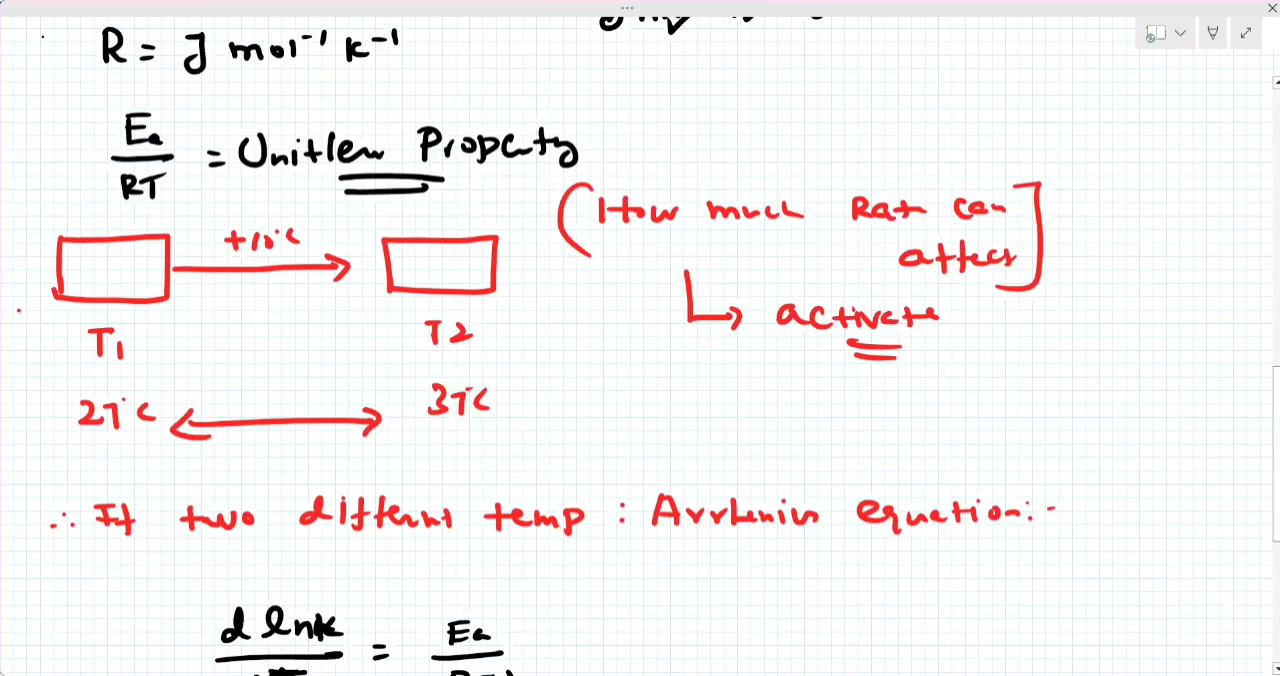 R = J mol⁻¹ k⁻¹
Ea
RT
= Unitless Property
(How much Rate can
affect]
+10°C
→ activate
T1
T2
27°C
37°C
∴ If two different temp : Arrhenius equation:-
d lnk
= Ea